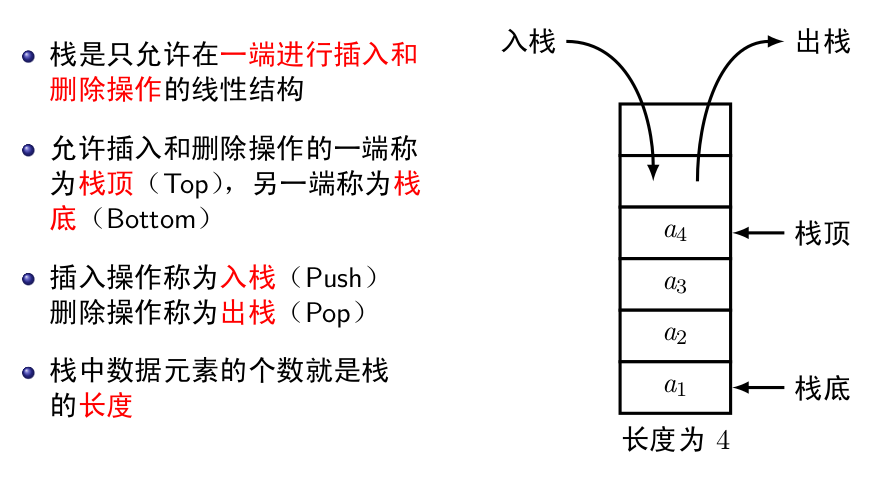 栈是只允许在一端进行插入和
删除操作的线性结构
允许插入和删除操作的一端称
为栈顶（Top），另一端称为栈
底（Bottom）
插入操作称为入栈（Push）
删除操作称为出栈（Pop）
栈中数据元素的个数就是栈
的长度
入栈 出栈
a4 栈顶
a3
a2
a1 栈底
长度为 4